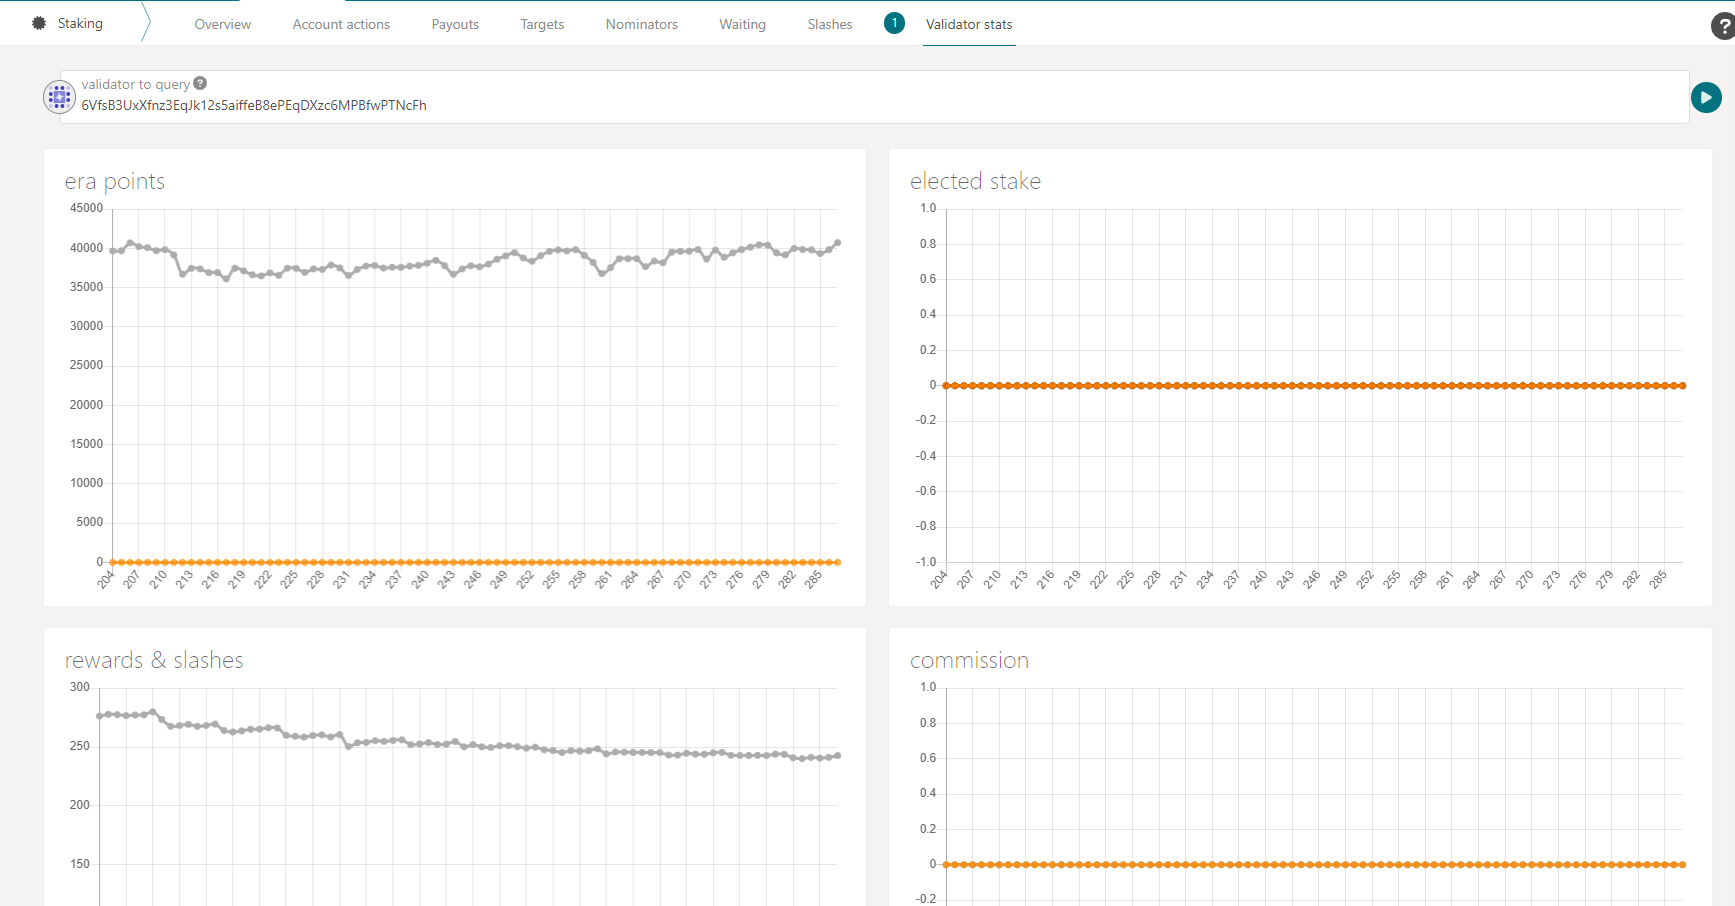 Staking
Overview
Account actions
Payouts
Targets
Nominators
Waiting
Slashes
1
Validator stats
?
validator to query ?
6VfsB3UxXfnz3EqJk12s5aiffeB8ePEqDXzc6MPBfwPTNcFh
era points
45000
40000
35000
30000
25000
20000
15000
10000
5000
0
204 207 210 213 216 219 222 225 228 231 234 237 240 243 246 249 252 255 258 261 264 267 270 273 276 279 282 285
elected stake
1.0
0.8
0.6
0.4
0.2
0
-0.2
-0.4
-0.6
-0.8
-1.0
204 207 210 213 216 219 222 225 228 231 234 237 240 243 246 249 252 255 258 261 264 267 270 273 276 279 282 285
rewards & slashes
300
250
200
150
commission
1.0
0.8
0.6
0.4
0.2
0
-0.2